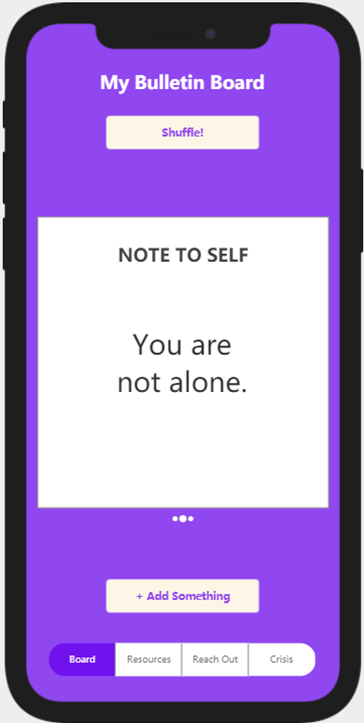 My Bulletin Board
Shuffle!
NOTE TO SELF
You are
not alone.
+ Add Something
Board
Resources
Reach Out
Crisis